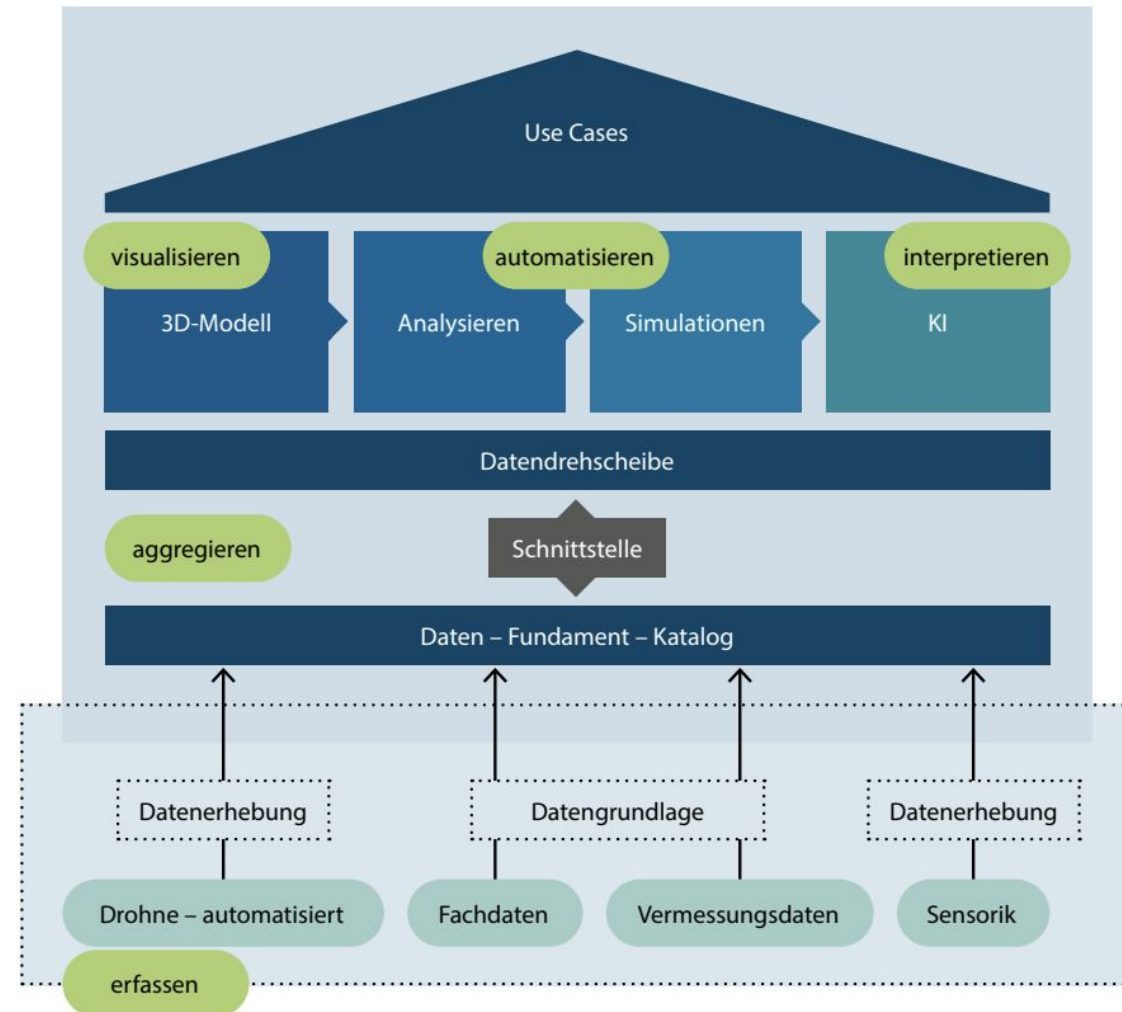 Use Cases
visualisieren
automatisieren
interpretieren
3D-Modell
Analysieren
Simulationen
KI
Datendrehscheibe
aggregieren
Schnittstelle
Daten – Fundament – Katalog
Datenerhebung
Datengrundlage
Datenerhebung
Drohne – automatisiert
Fachdaten
Vermessungsdaten
Sensorik
erfassen